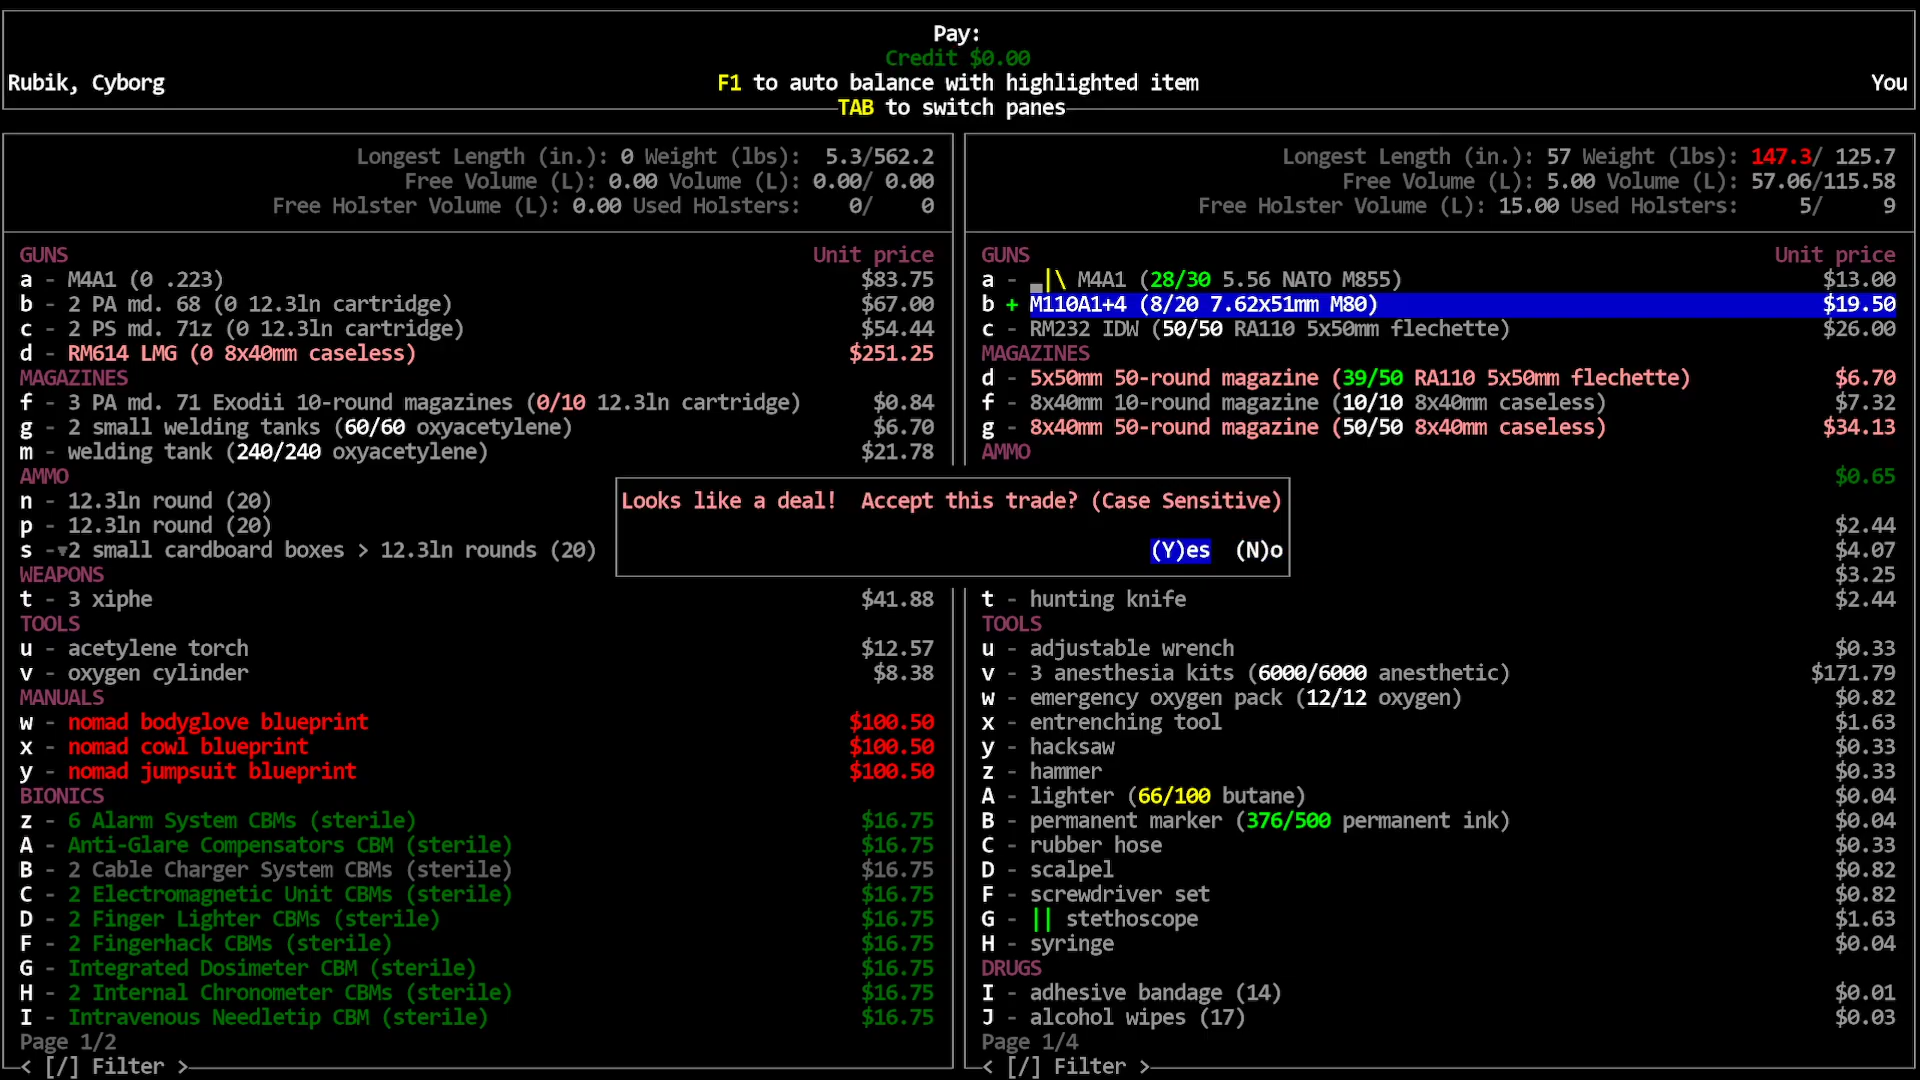 Pay:
Credit $0.00
Rubik, Cyborg F1 to auto balance with highlighted item You
TAB to switch panes
Longest Length (in.): 0 Weight (lbs): 5.3/562.2
Free Volume (L): 0.00 Volume (L): 0.00/ 0.00
Free Holster Volume (L): 0.00 Used Holsters: 0/ 0
GUNS Unit price
a - M4A1 (0 .223) $83.75
b - 2 PA md. 68 (0 12.3ln cartridge) $67.00
c - 2 PS md. 71z (0 12.3ln cartridge) $54.44
d - RM614 LMG (0 8x40mm caseless) $251.25
MAGAZINES
f - 3 PA md. 71 Exodii 10-round magazines (0/10 12.3ln cartridge) $0.84
g - 2 small welding tanks (60/60 oxyacetylene) $6.70
m - welding tank (240/240 oxyacetylene) $21.78
AMMO
n - 12.3ln round (20)
p - 12.3ln round (20)
s -▾2 small cardboard boxes > 12.3ln rounds (20)
WEAPONS
t - 3 xiphe $41.88
TOOLS
u - acetylene torch $12.57
v - oxygen cylinder $8.38
MANUALS
w - nomad bodyglove blueprint $100.50
x - nomad cowl blueprint $100.50
y - nomad jumpsuit blueprint $100.50
BIONICS
z - 6 Alarm System CBMs (sterile) $16.75
A - Anti-Glare Compensators CBM (sterile) $16.75
B - 2 Cable Charger System CBMs (sterile) $16.75
C - 2 Electromagnetic Unit CBMs (sterile) $16.75
D - 2 Finger Lighter CBMs (sterile) $16.75
F - 2 Fingerhack CBMs (sterile) $16.75
G - Integrated Dosimeter CBM (sterile) $16.75
H - 2 Internal Chronometer CBMs (sterile) $16.75
I - Intravenous Needletip CBM (sterile) $16.75
Page 1/2
< [/] Filter >
Longest Length (in.): 57 Weight (lbs): 147.3/ 125.7
Free Volume (L): 5.00 Volume (L): 57.06/115.58
Free Holster Volume (L): 15.00 Used Holsters: 5/ 9
GUNS Unit price
a - ▄|\ M4A1 (28/30 5.56 NATO M855) $13.00
b + M110A1+4 (8/20 7.62x51mm M80) $19.50
c - RM232 IDW (50/50 RA110 5x50mm flechette) $26.00
MAGAZINES
d - 5x50mm 50-round magazine (39/50 RA110 5x50mm flechette) $6.70
f - 8x40mm 10-round magazine (10/10 8x40mm caseless) $7.32
g - 8x40mm 50-round magazine (50/50 8x40mm caseless) $34.13
AMMO
$0.65
Looks like a deal! Accept this trade? (Case Sensitive)
(Y)es (N)o
$2.44
$4.07
$3.25
t - hunting knife $2.44
TOOLS
u - adjustable wrench $0.33
v - 3 anesthesia kits (6000/6000 anesthetic) $171.79
w - emergency oxygen pack (12/12 oxygen) $0.82
x - entrenching tool $1.63
y - hacksaw $0.33
z - hammer $0.33
A - lighter (66/100 butane) $0.04
B - permanent marker (376/500 permanent ink) $0.04
C - rubber hose $0.33
D - scalpel $0.82
F - screwdriver set $0.82
G - || stethoscope $1.63
H - syringe $0.04
DRUGS
I - adhesive bandage (14) $0.01
J - alcohol wipes (17) $0.03
Page 1/4
< [/] Filter >